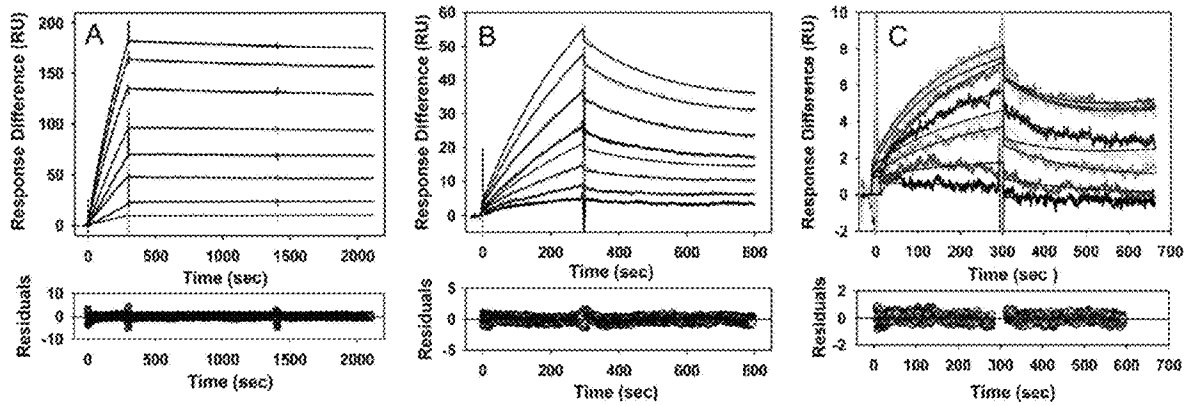 A
Response Difference (RU)
200
150
100
50
0
0 500 1000 1500 2000
Time (sec)
Residuals
10
0
-10
0 500 1000 1500 2000
Time (sec)
B
Response Difference (RU)
60
50
40
30
20
10
0
0 200 400 600 800
Time (sec)
Residuals
5
0
-5
0 200 400 600 800
Time (sec)
C
Response Difference (RU)
10
8
6
4
2
0
-2
0 100 200 300 400 500 600 700
Time (sec )
Residuals
2
0
-2
0 100 200 300 400 500 600 700
Time (sec)